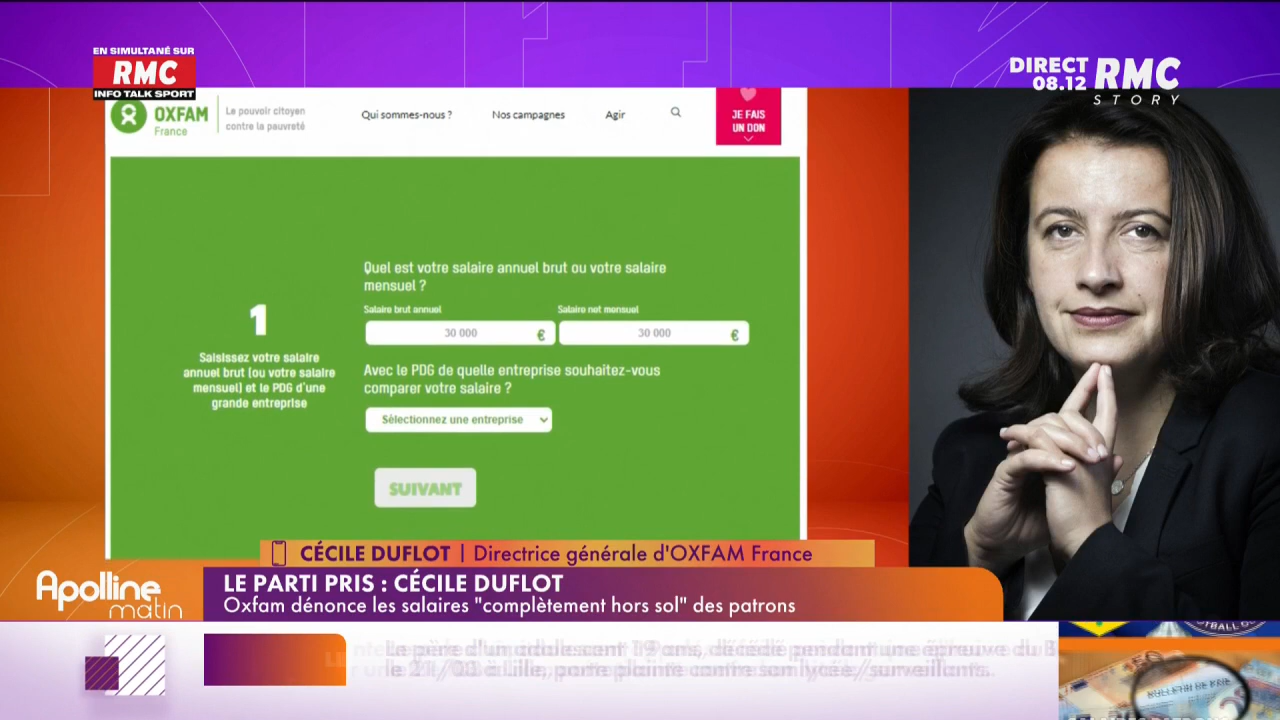 EN SIMULTANÉ SUR
RMC
INFO TALK SPORT
DIRECT
08.12
RMC
STORY
OXFAM
France
Le pouvoir citoyen
contre la pauvreté
Qui sommes-nous ?
Nos campagnes
Agir
JE FAIS
UN DON
1
Saisissez votre salaire
annuel brut (ou votre salaire
mensuel) et le PDG d'une
grande entreprise
Quel est votre salaire annuel brut ou votre salaire
mensuel ?
Salaire brut annuel
Salaire net mensuel
30 000 €
30 000 €
Avec le PDG de quelle entreprise souhaitez-vous
comparer votre salaire ?
Sélectionnez une entreprise
SUIVANT
CÉCILE DUFLOT | Directrice générale d'OXFAM France
Apolline
matin
LE PARTI PRIS : CÉCILE DUFLOT
Oxfam dénonce les salaires "complètement hors sol" des patrons
BULLETIN DE PAIE